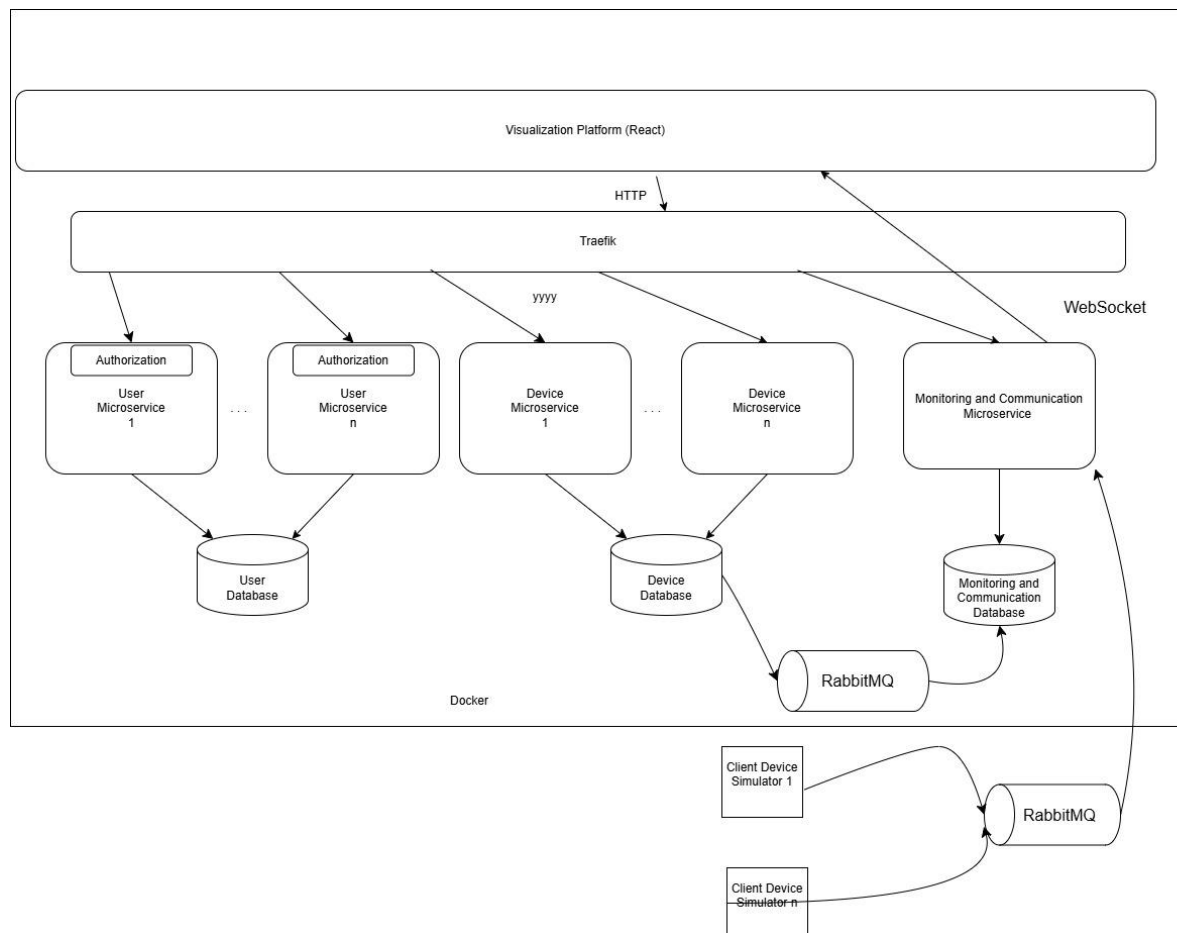 Visualization Platform (React)
HTTP
Traefik
yyyy
WebSocket
Authorization
User
Microservice
1
. . .
Authorization
User
Microservice
n
Device
Microservice
1
. . .
Device
Microservice
n
Monitoring and Communication
Microservice
User
Database
Device
Database
Monitoring and
Communication
Database
RabbitMQ
Docker
Client Device
Simulator 1
RabbitMQ
Client Device
Simulator n